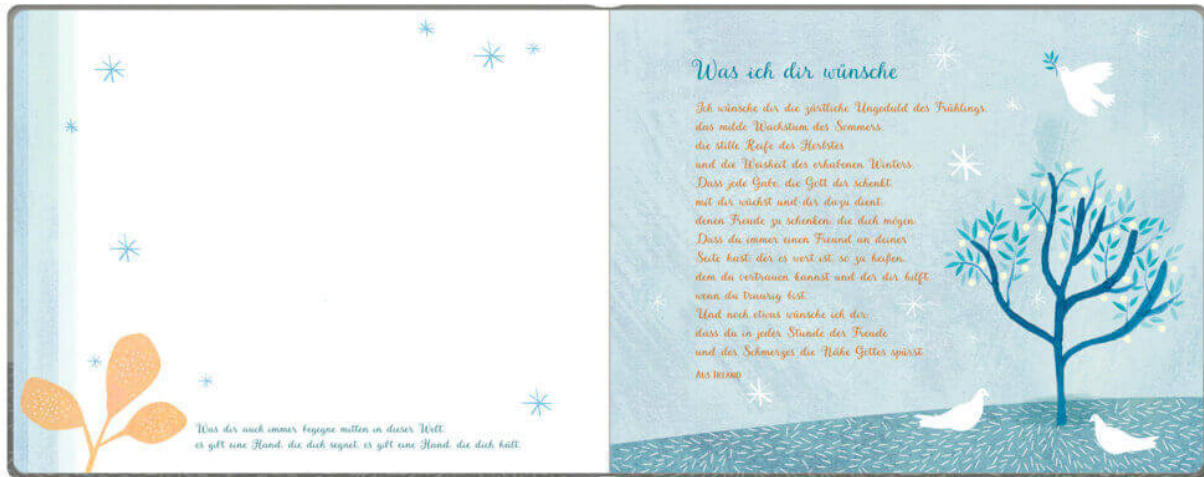 Was dir auch immer begegne mitten in dieser Welt,
es gibt eine Hand, die dich segnet, es gibt eine Hand, die dich hält.
Was ich dir wünsche
Ich wünsche dir die zärtliche Ungeduld des Frühlings,
das milde Wachstum des Sommers,
die stille Reife des Herbstes
und die Weisheit des erhabenen Winters.
Dass jede Gabe, die Gott dir schenkt,
mit dir wächst und dir dazu dient,
denen Freude zu schenken, die dich mögen.
Dass du immer einen Freund an deiner
Seite hast, der es wert ist, so zu heißen,
dem du vertrauen kannst und der dir hilft,
wenn du traurig bist.
Und noch etwas wünsche ich dir:
dass du in jeder Stunde der Freude
und des Schmerzes die Nähe Gottes spürst.
Aus Irland